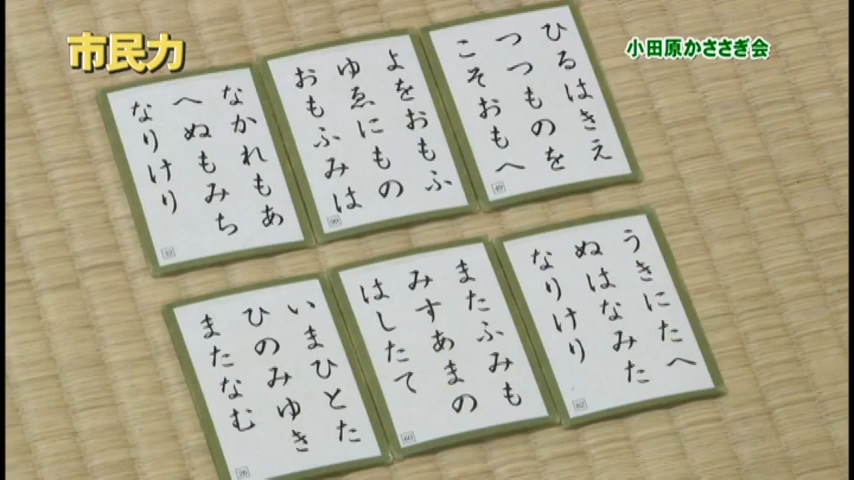 市民力
小田原かささぎ会
ひるはきえ
つつものを
こそおもへ
49
よをおもふ
ゆゑにもの
おもふみは
99
なかれもあ
へぬもみち
なりけり
うきにたへ
ぬはなみた
なりけり
82
またふみも
みすあまの
はしたて
60
いまひとた
ひのみゆき
またなむ
26